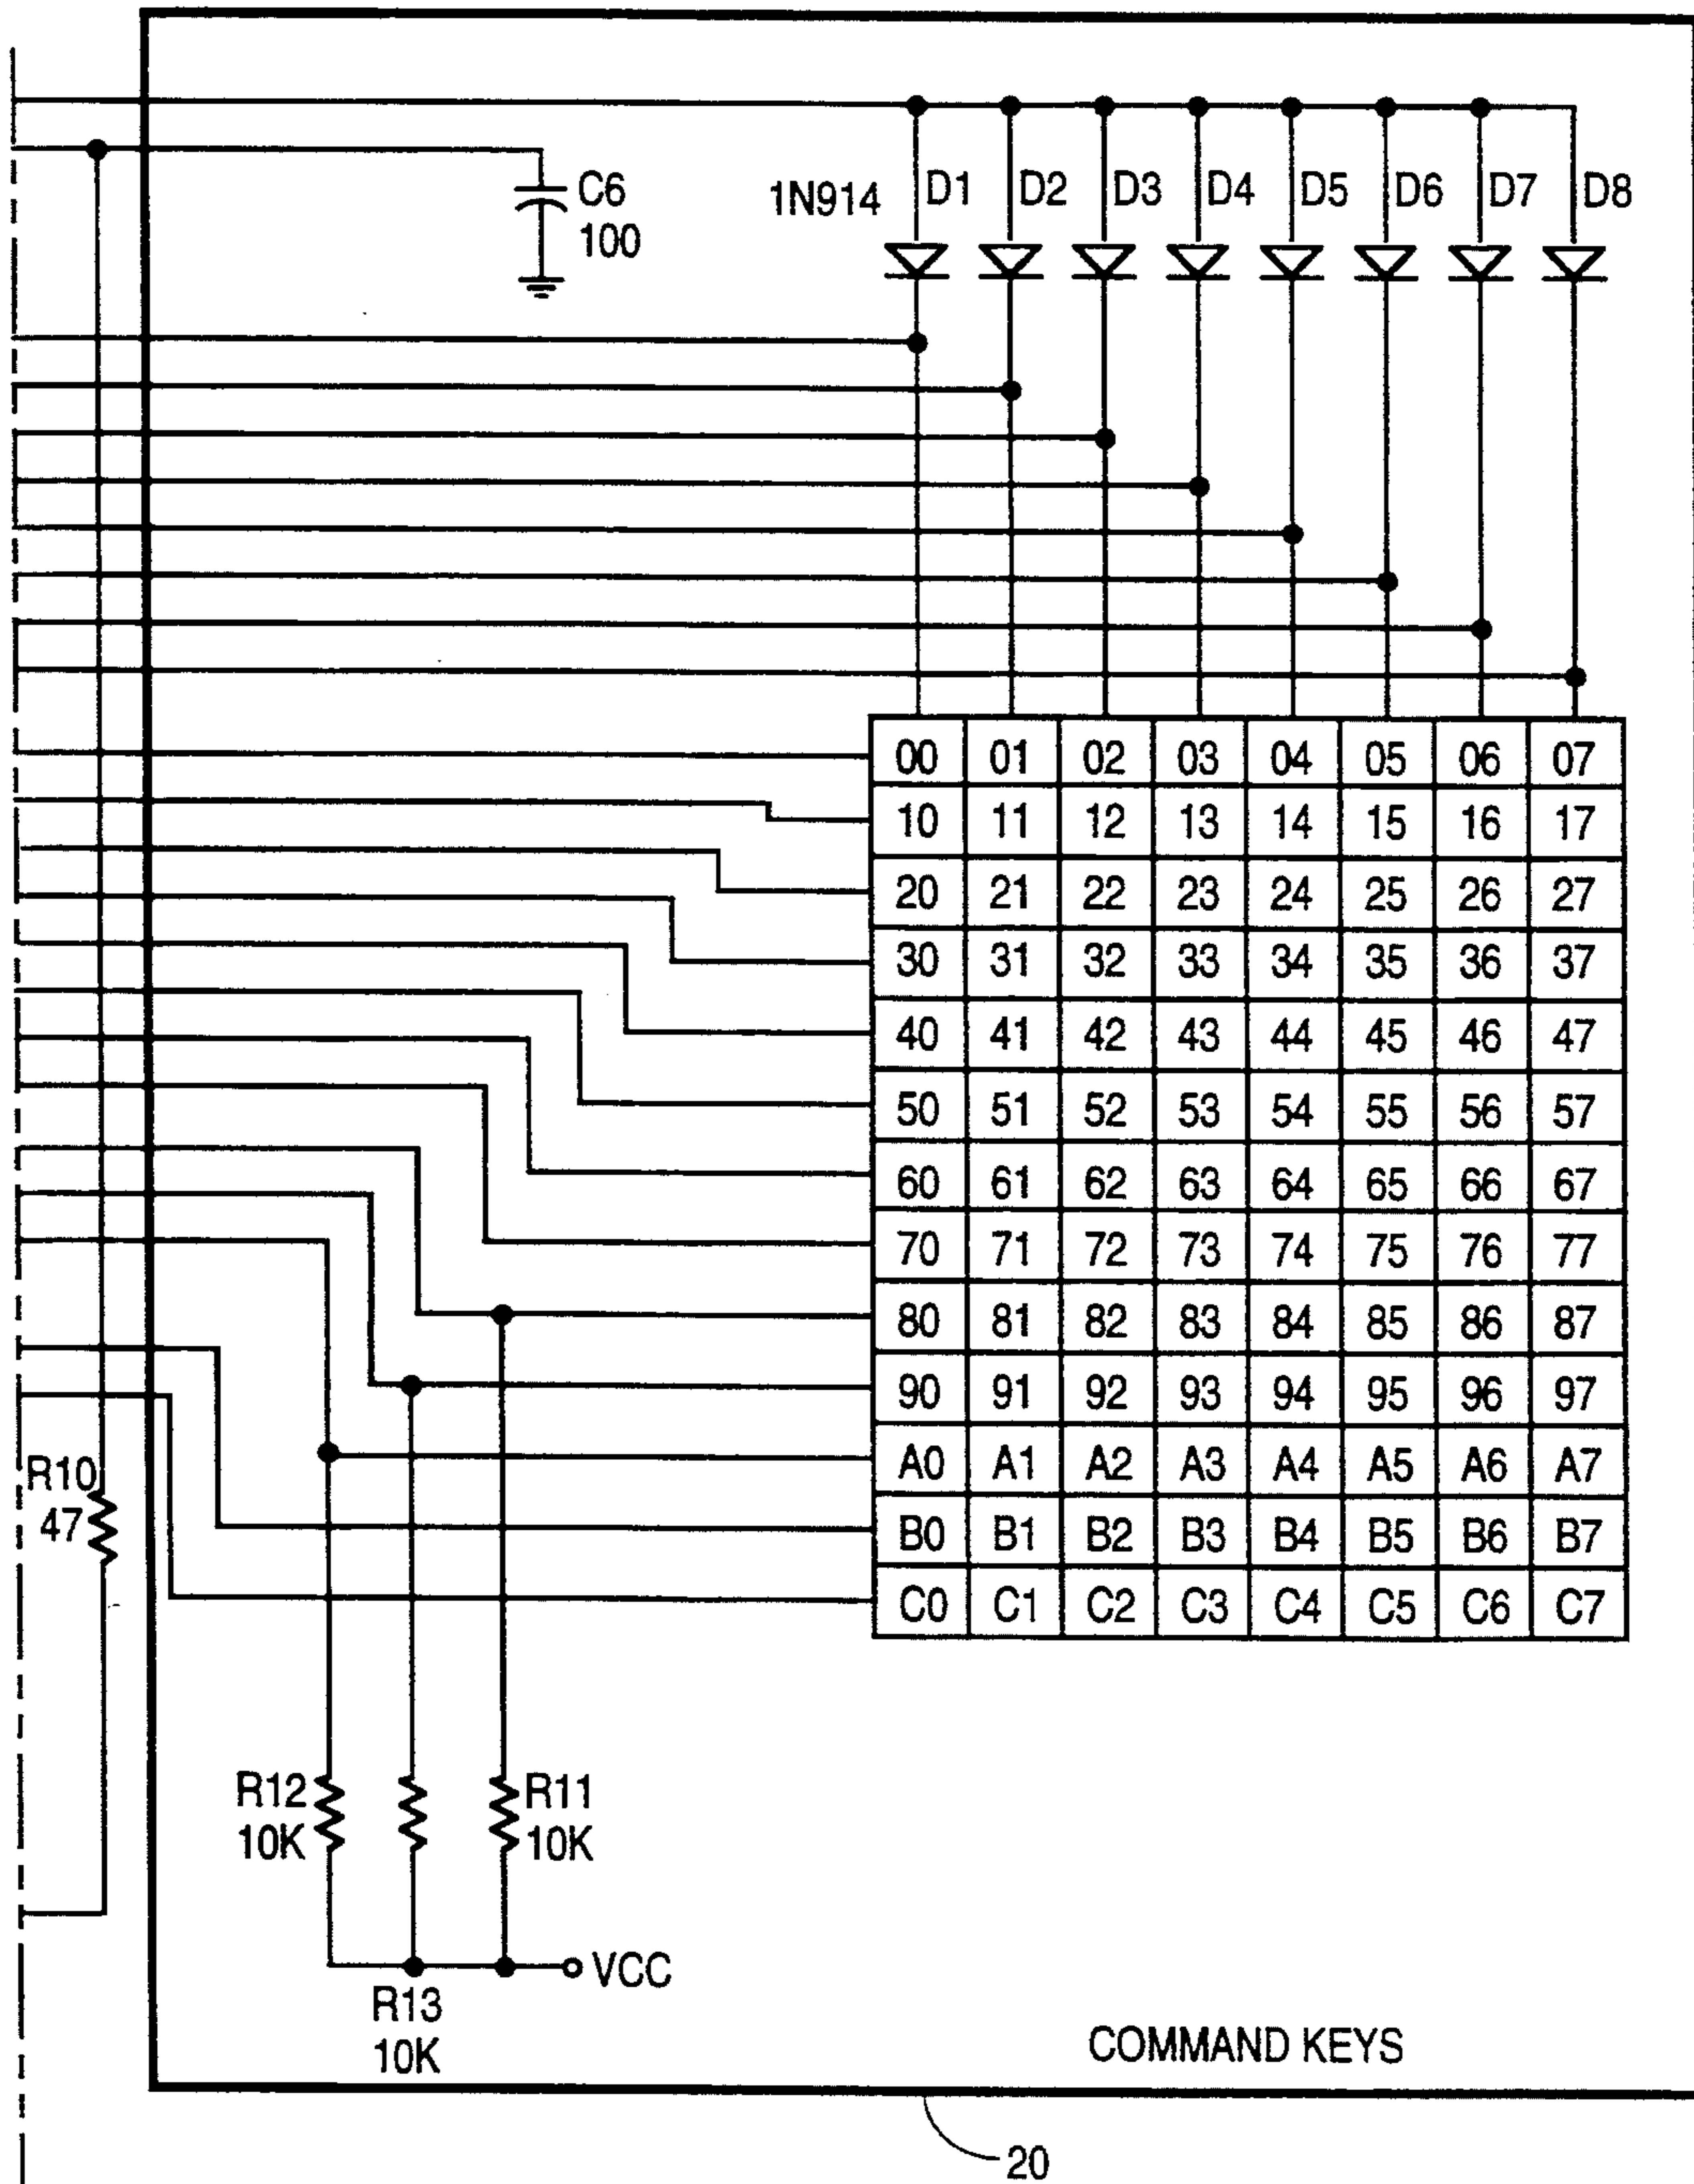 1N914 D1 D2 D3 D4 D5 D6 D7 D8
C6
100
00 01 02 03 04 05 06 07
10 11 12 13 14 15 16 17
20 21 22 23 24 25 26 27
30 31 32 33 34 35 36 37
40 41 42 43 44 45 46 47
50 51 52 53 54 55 56 57
60 61 62 63 64 65 66 67
70 71 72 73 74 75 76 77
80 81 82 83 84 85 86 87
90 91 92 93 94 95 96 97
A0 A1 A2 A3 A4 A5 A6 A7
B0 B1 B2 B3 B4 B5 B6 B7
C0 C1 C2 C3 C4 C5 C6 C7
R10
47
R12
10K
R11
10K
VCC
R13
10K
COMMAND KEYS
20